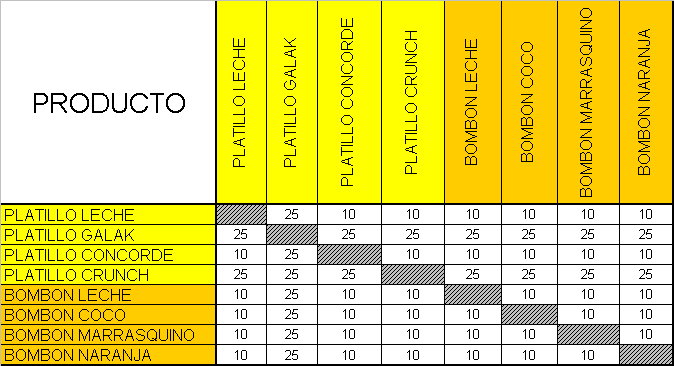 PRODUCTO PLATILLO LECHE PLATILLO GALAK PLATILLO CONCORDE PLATILLO CRUNCH BOMBON LECHE BOMBON COCO BOMBON MARRASQUINO BOMBON NARANJA
PLATILLO LECHE 25 10 10 10 10 10 10
PLATILLO GALAK 25 25 25 25 25 25 25
PLATILLO CONCORDE 10 25 10 10 10 10 10
PLATILLO CRUNCH 25 25 25 25 25 25 25
BOMBON LECHE 10 25 10 10 10 10 10
BOMBON COCO 10 25 10 10 10 10 10
BOMBON MARRASQUINO 10 25 10 10 10 10 10
BOMBON NARANJA 10 25 10 10 10 10 10